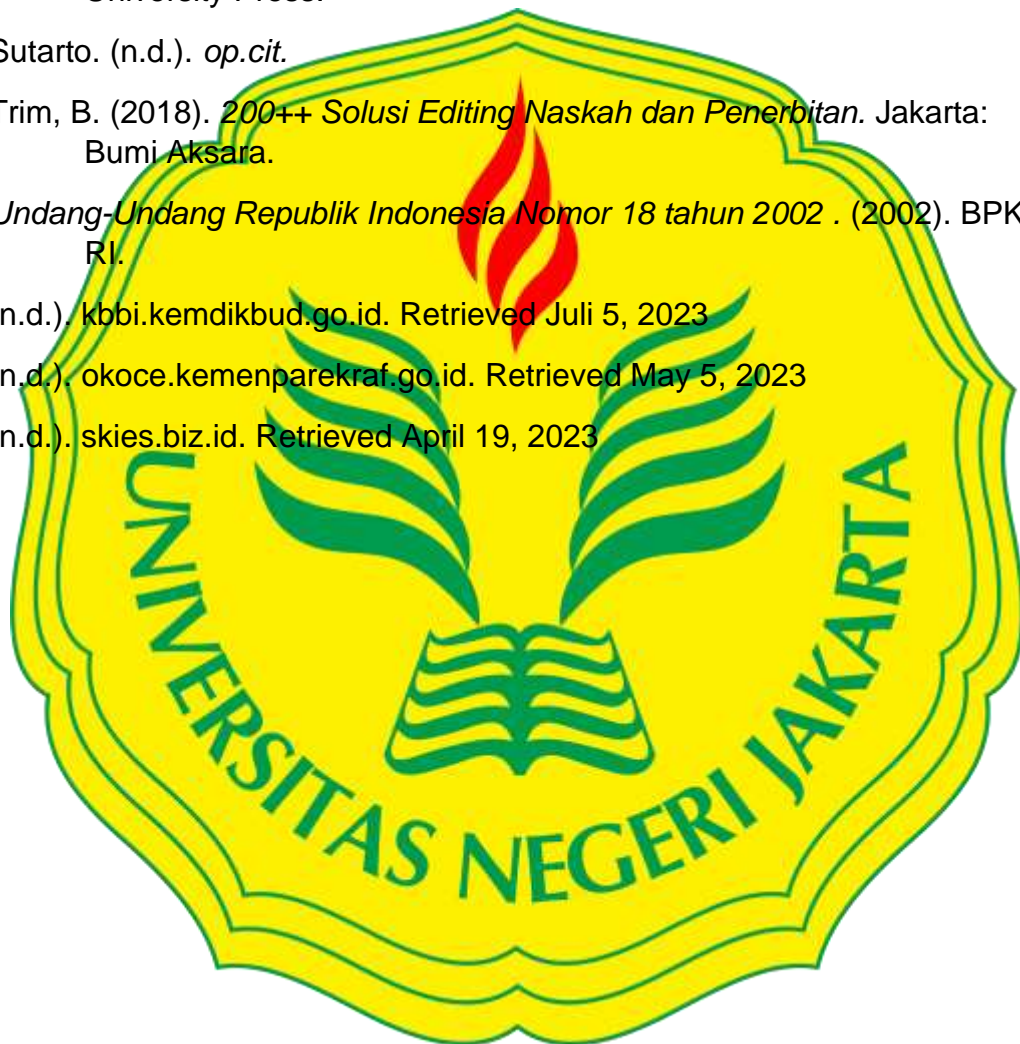 University Press.
Sutarto. (n.d.). op.cit.
Trim, B. (2018). 200++ Solusi Editing Naskah dan Penerbitan. Jakarta:
Bumi Aksara.
Undang-Undang Republik Indonesia Nomor 18 tahun 2002 . (2002). BPK
RI.
n.d.). kbbi.kemdikbud.go.id. Retrieved Juli 5, 2023
n.d.). okoce.kemenparekraf.go.id. Retrieved May 5, 2023
n.d.). skies.biz.id. Retrieved April 19, 2023
UNIVERSITAS NEGERI JAKARTA